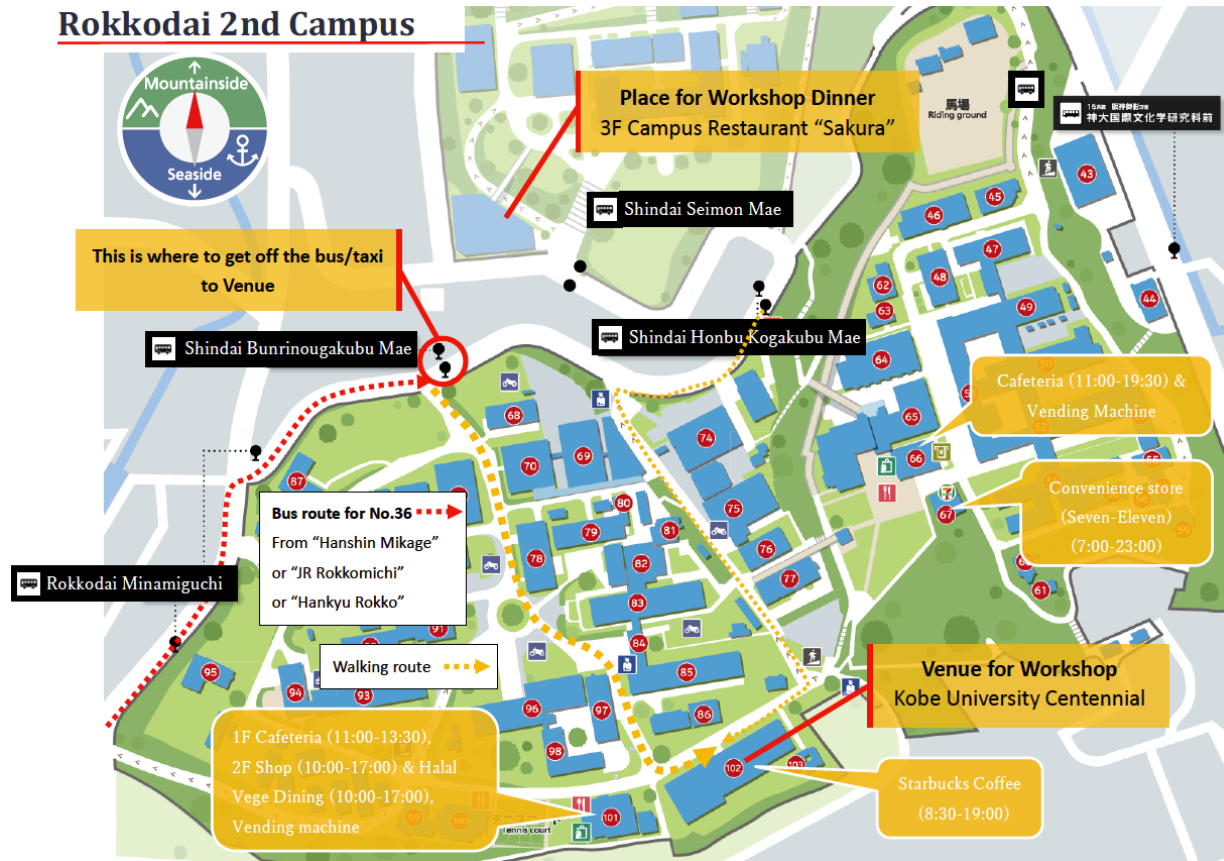 Rokkodai 2nd Campus
Mountainside
Seaside
Place for Workshop Dinner
3F Campus Restaurant “Sakura”
馬場
Riding ground
16系統 阪神御影方面
神大国際文化学研究科前
Shindai Seimon Mae
This is where to get off the bus/taxi
to Venue
Shindai Bunrinougakubu Mae
Shindai Honbu Kogakubu Mae
Rokkodai Minamiguchi
Bus route for No.36
From “Hanshin Mikage”
or “JR Rokkomichi”
or “Hankyu Rokko”
Walking route
Cafeteria (11:00-19:30) &
Vending Machine
Convenience store
(Seven-Eleven)
(7:00-23:00)
Venue for Workshop
Kobe University Centennial
Starbucks Coffee
(8:30-19:00)
1F Cafeteria (11:00-13:30),
2F Shop (10:00-17:00) & Halal
Vege Dining (10:00-17:00),
Vending machine
Tennis court
43
44
45
46
47
48
49
50
52
55
59
61
62
63
64
65
66
67
68
69
70
74
75
76
77
78
79
80
81
82
83
84
85
86
87
91
93
94
95
96
97
98
99
100
101
102
103